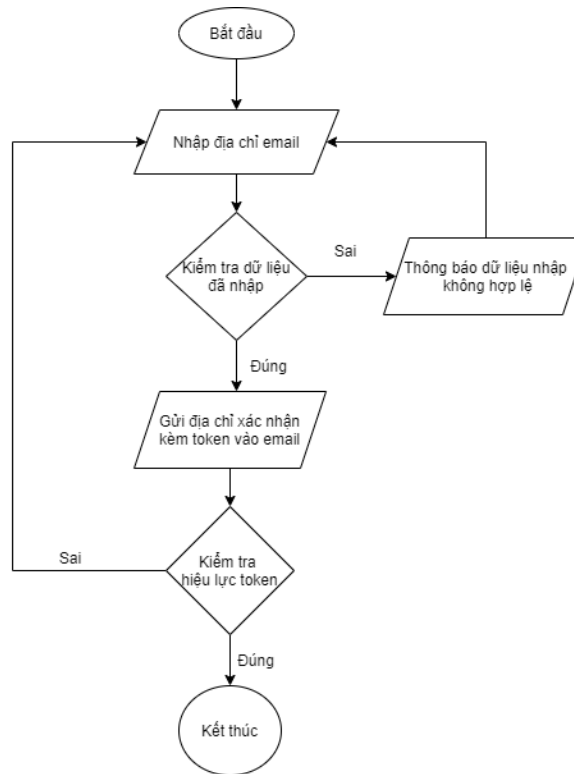 Bắt đầu
Nhập địa chỉ email
Kiểm tra dữ liệu
đã nhập
Sai
Thông báo dữ liệu nhập
không hợp lệ
Đúng
Gửi địa chỉ xác nhận
kèm token vào email
Sai
Kiểm tra
hiệu lực token
Đúng
Kết thúc